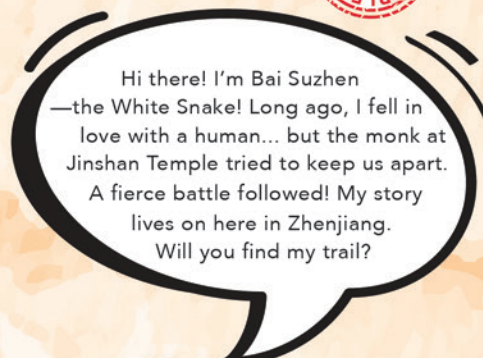 Hi there! I’m Bai Suzhen
—the White Snake! Long ago, I fell in
love with a human... but the monk at
Jinshan Temple tried to keep us apart.
A fierce battle followed! My story
lives on here in Zhenjiang.
Will you find my trail?